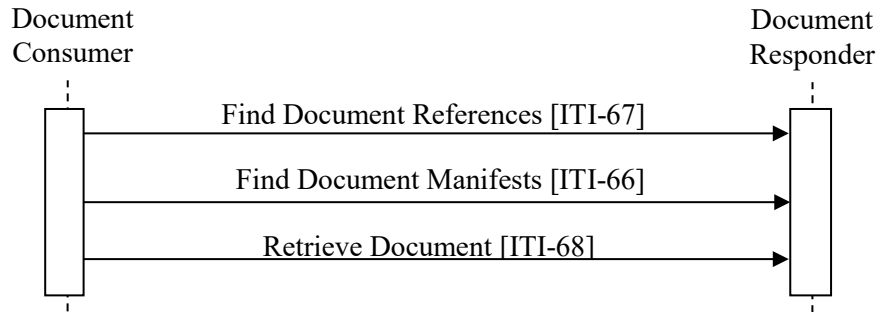 Document
Consumer
Document
Responder
Find Document References [ITI-67]
Find Document Manifests [ITI-66]
Retrieve Document [ITI-68]